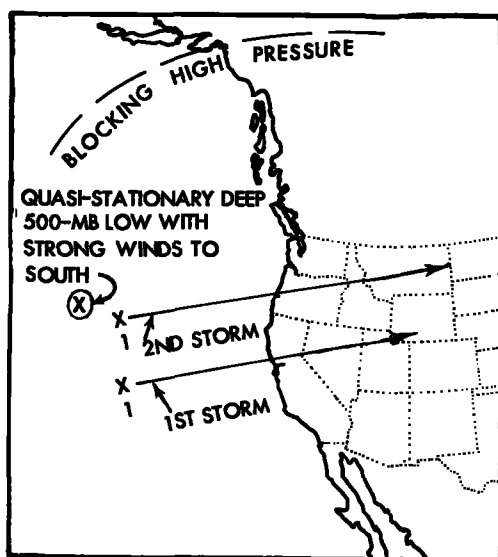 BLOCKING HIGH PRESSURE
QUASI-STATIONARY DEEP
500-MB LOW WITH
STRONG WINDS TO
SOUTH
X
X
1 2ND STORM
X
1 1ST STORM